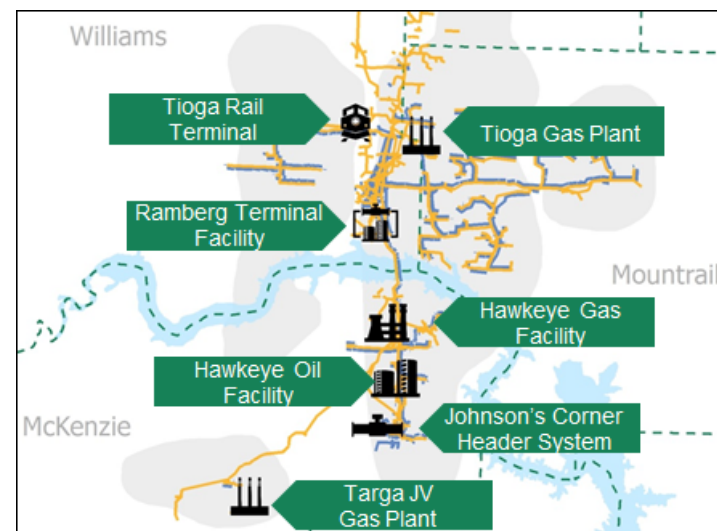 Williams
Tioga Rail
Terminal
Tioga Gas Plant
Ramberg Terminal
Facility
Mountrail
Hawkeye Gas
Facility
Hawkeye Oil
Facility
McKenzie
Johnson's Corner
Header System
Targa JV
Gas Plant